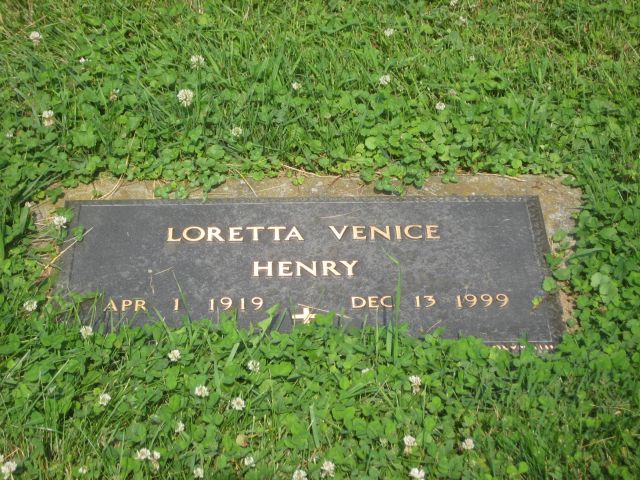 LORETTA VENICE
HENRY
APR 1 1919 DEC 13 1999